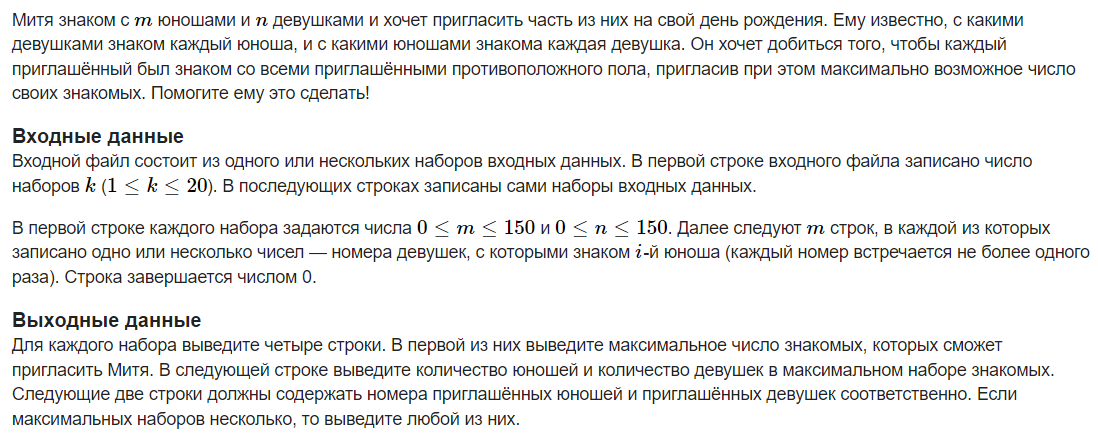 Митя знаком с m юношами и n девушками и хочет пригласить часть из них на свой день рождения. Ему известно, с какими
девушками знаком каждый юноша, и с какими юношами знакома каждая девушка. Он хочет добиться того, чтобы каждый
приглашённый был знаком со всеми приглашёнными противоположного пола, пригласив при этом максимально возможное число
своих знакомых. Помогите ему это сделать!
Входные данные
Входной файл состоит из одного или нескольких наборов входных данных. В первой строке входного файла записано число
наборов k (1 ≤ k ≤ 20). В последующих строках записаны сами наборы входных данных.
В первой строке каждого набора задаются числа 0 ≤ m ≤ 150 и 0 ≤ n ≤ 150. Далее следуют m строк, в каждой из которых
записано одно или несколько чисел — номера девушек, с которыми знаком i-й юноша (каждый номер встречается не более одного
раза). Строка завершается числом 0.
Выходные данные
Для каждого набора выведите четыре строки. В первой из них выведите максимальное число знакомых, которых сможет
пригласить Митя. В следующей строке выведите количество юношей и количество девушек в максимальном наборе знакомых.
Следующие две строки должны содержать номера приглашённых юношей и приглашённых девушек соответственно. Если
максимальных наборов несколько, то выведите любой из них.